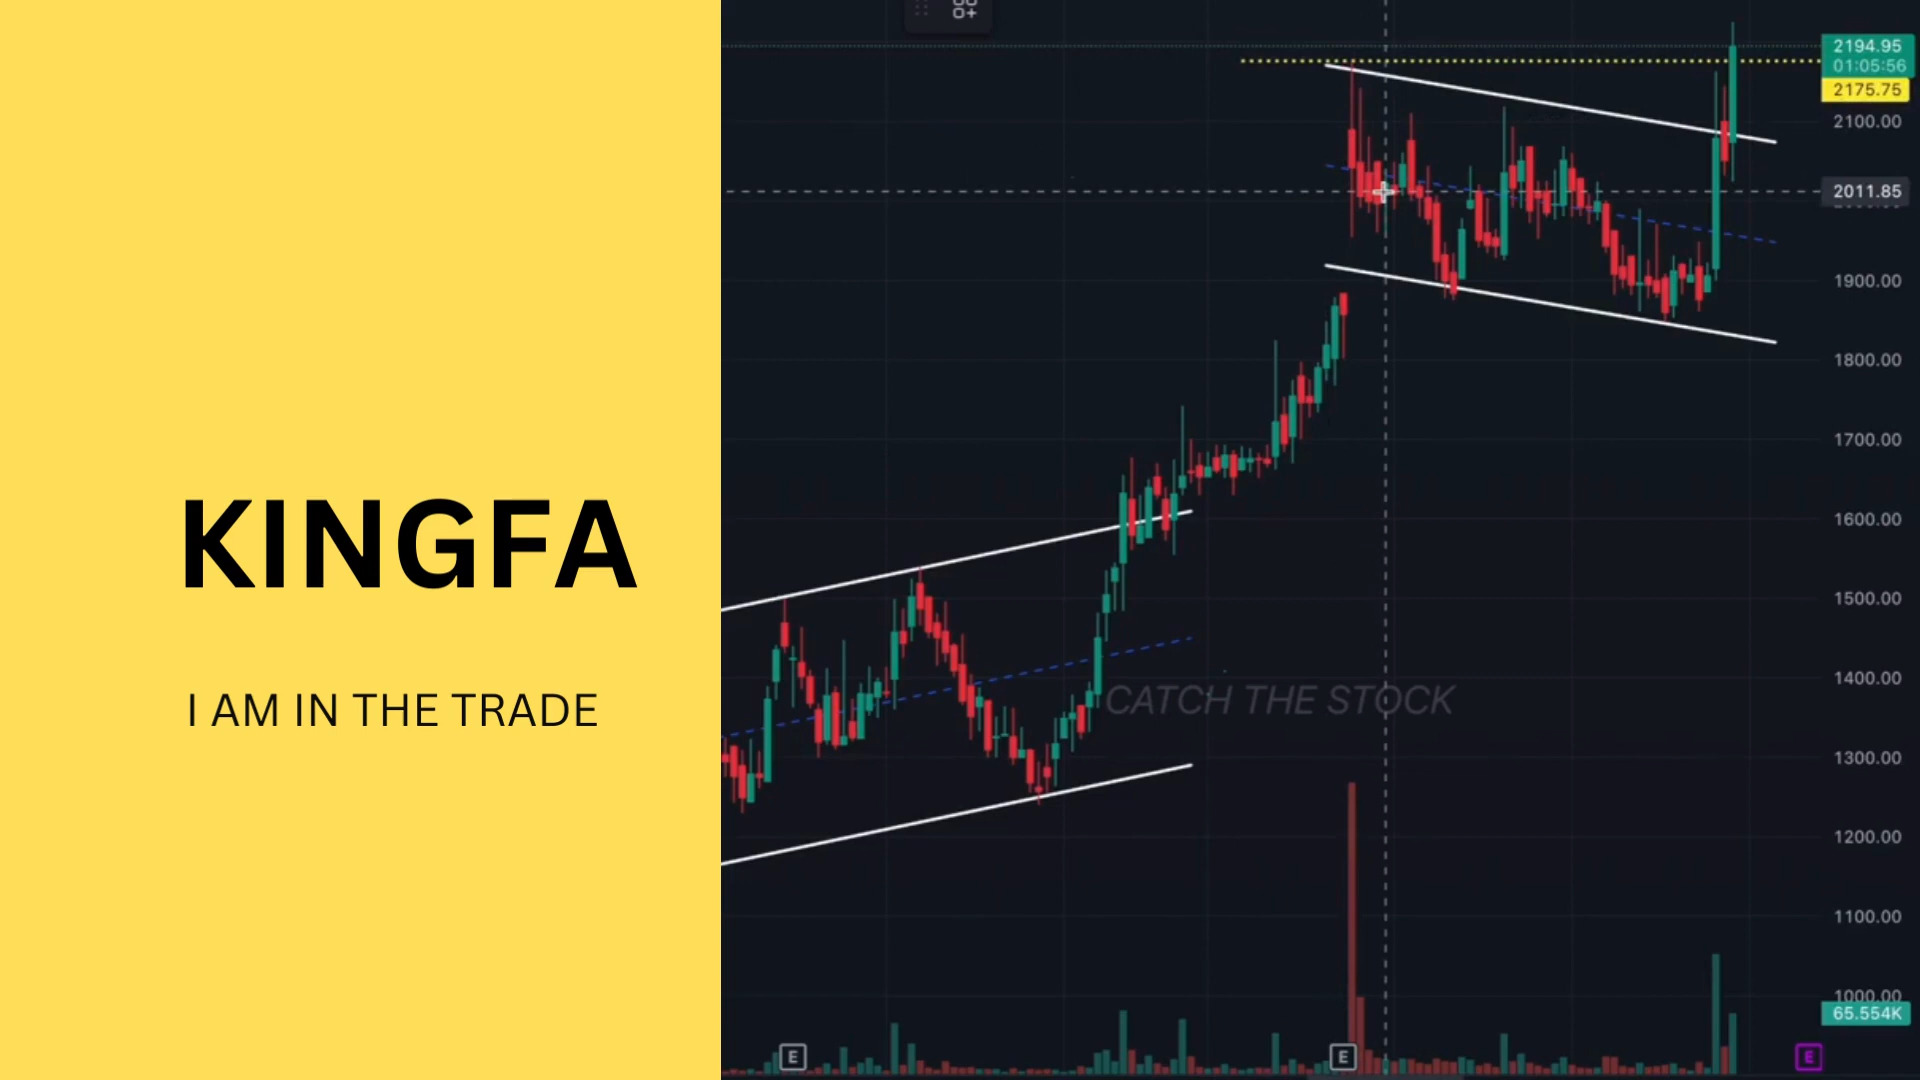 KINGFA
I AM IN THE TRADE
CATCH THE STOCK
2194.95
01:05:56
2175.75
2100.00
2011.85
1900.00
1800.00
1700.00
1600.00
1500.00
1400.00
1300.00
1200.00
1100.00
1000.00
65.554K
E
E
E